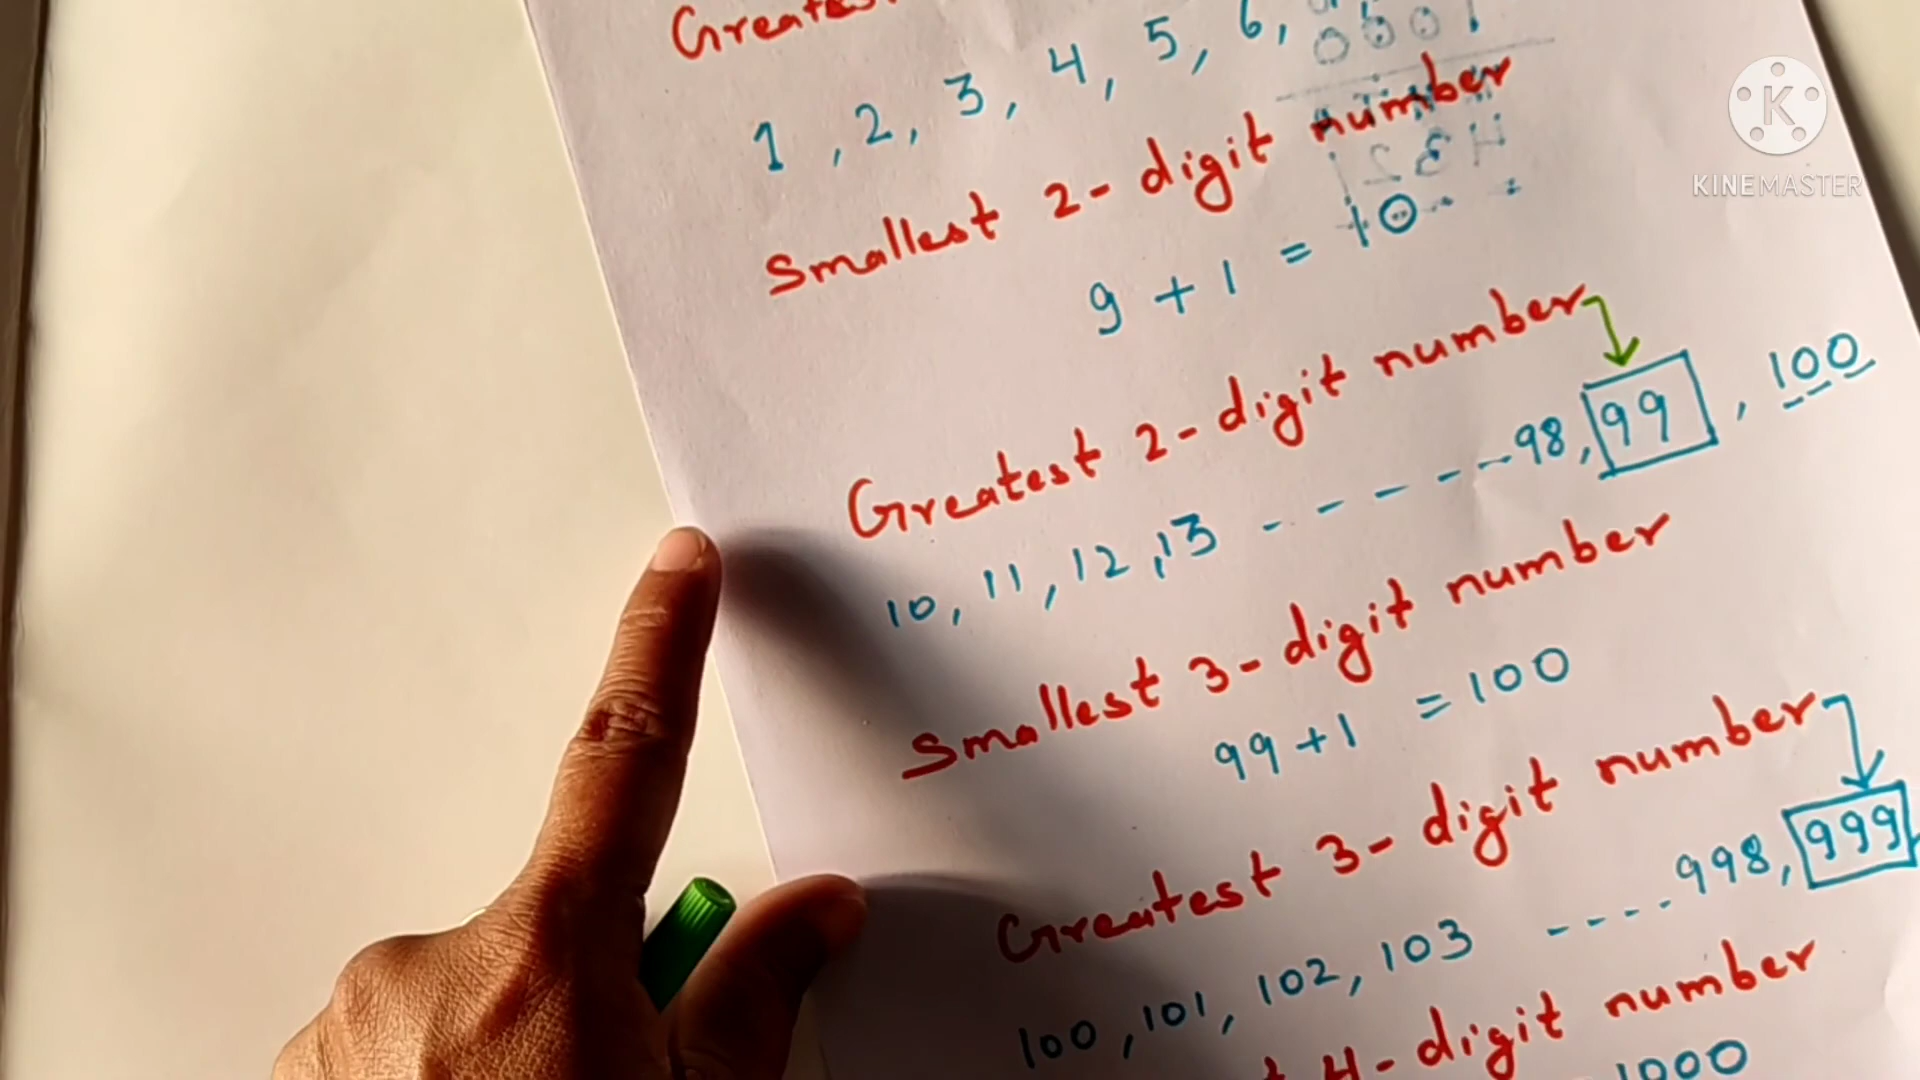 Greatest
1, 2, 3, 4, 5, 6,
Smallest 2-digit number
9 + 1 = 10
Greatest 2-digit number
10, 11, 12, 13 - - - - - 98, 99, 100
Smallest 3-digit number
99 + 1 = 100
Greatest 3-digit number
100, 101, 102, 103 - - - - 998, 999
4-digit number
1000
KINEMASTER